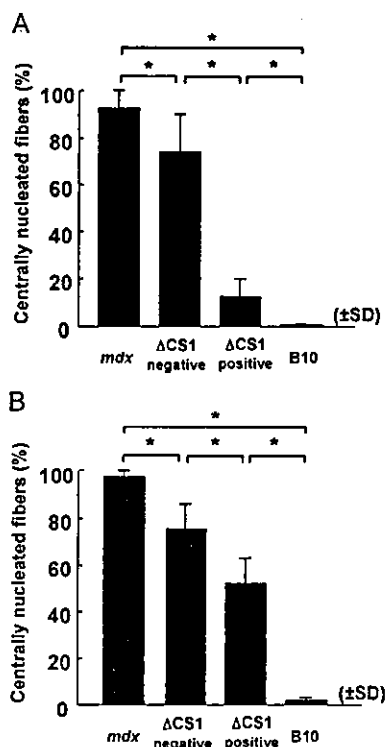 A
*
* * *
Centrally nucleated fibers (%)
100
80
60
40
20
0
(±SD)
mdx ΔCS1 negative ΔCS1 positive B10
B
*
* * *
Centrally nucleated fibers (%)
100
80
60
40
20
0
(±SD)
mdx ΔCS1 negative ΔCS1 positive B10